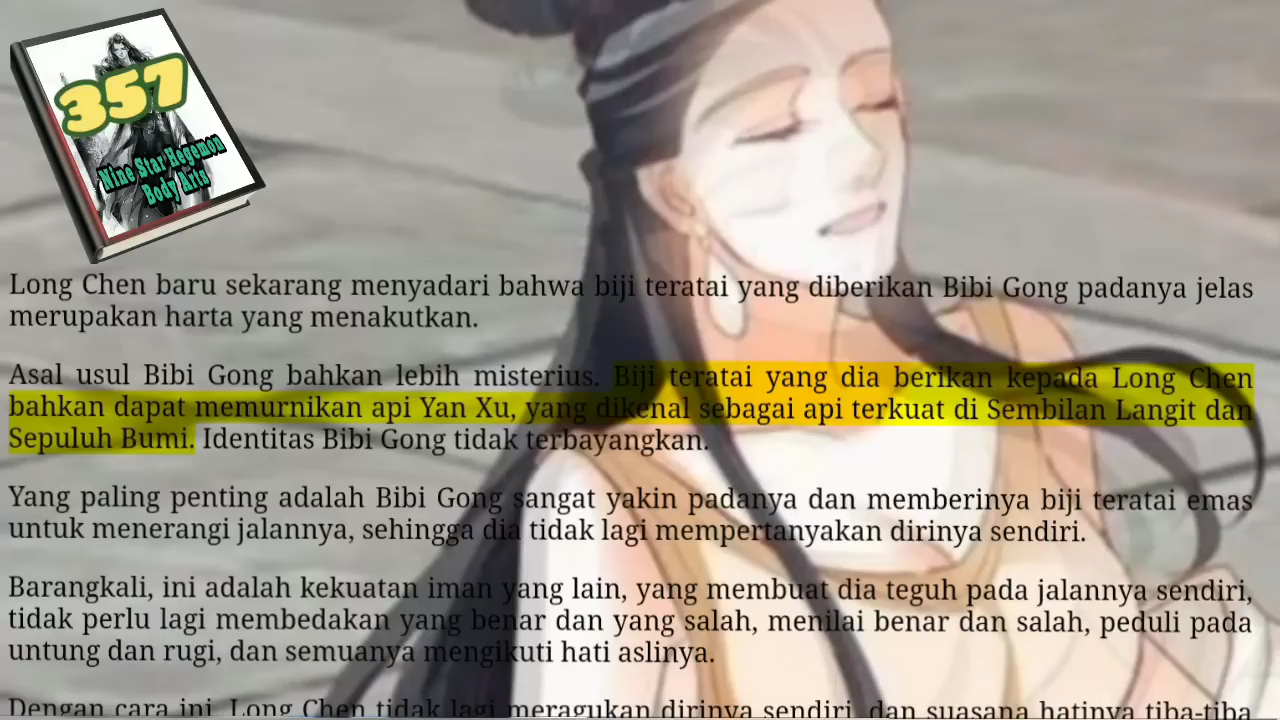 357
Nine Star Hegemon
Body Arts
Long Chen baru sekarang menyadari bahwa biji teratai yang diberikan Bibi Gong padanya jelas
merupakan harta yang menakutkan.
Asal usul Bibi Gong bahkan lebih misterius. Biji teratai yang dia berikan kepada Long Chen
bahkan dapat memurnikan api Yan Xu, yang dikenal sebagai api terkuat di Sembilan Langit dan
Sepuluh Bumi. Identitas Bibi Gong tidak terbayangkan.
Yang paling penting adalah Bibi Gong sangat yakin padanya dan memberinya biji teratai emas
untuk menerangi jalannya, sehingga dia tidak lagi mempertanyakan dirinya sendiri.
Barangkali, ini adalah kekuatan iman yang lain, yang membuat dia teguh pada jalannya sendiri,
tidak perlu lagi membedakan yang benar dan yang salah, menilai benar dan salah, peduli pada
untung dan rugi, dan semuanya mengikuti hati aslinya.
Dengan cara ini, Long Chen tidak lagi meragukan dirinya sendiri, dan suasana hatinya tiba-tiba